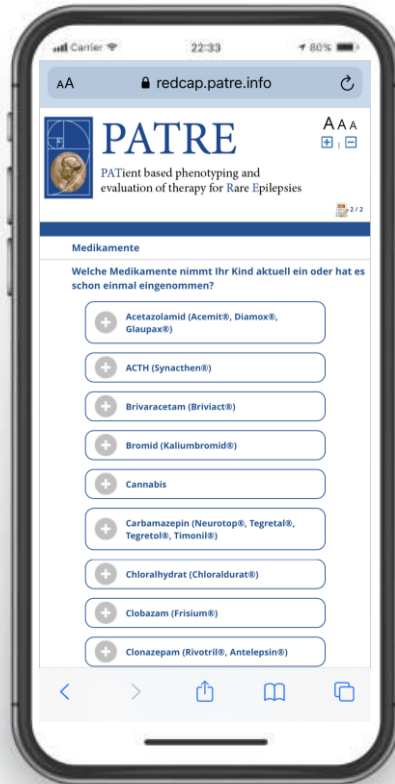 Carrier 22:33 80%
AA redcap.patre.info
PATRE
PATient based phenotyping and
evaluation of therapy for Rare Epilepsies
A A A
2 / 2
Medikamente
Welche Medikamente nimmt Ihr Kind aktuell ein oder hat es
schon einmal eingenommen?
Acetazolamid (Acemit®, Diamox®,
Glaupax®)
ACTH (Synacthen®)
Brivaracetam (Briviact®)
Bromid (Kaliumbromid®)
Cannabis
Carbamazepin (Neurotop®, Tegretal®,
Tegretol®, Timonil®)
Chloralhydrat (Chloraldurat®)
Clobazam (Frisium®)
Clonazepam (Rivotril®, Antelepsin®)